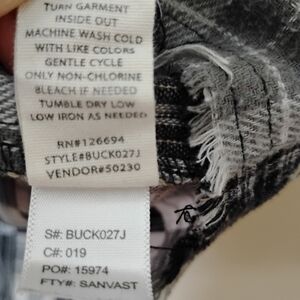 TURN GARMENT
INSIDE OUT
MACHINE WASH COLD
WITH LIKE COLORS
GENTLE CYCLE
ONLY NON-CHLORINE
BLEACH IF NEEDED
TUMBLE DRY LOW
LOW IRON AS NEEDED
RN#126694
STYLE#BUCK027J
VENDOR#50230
S#: BUCK027J
C#: 019
PO#: 15974
FTY#: SANVAST